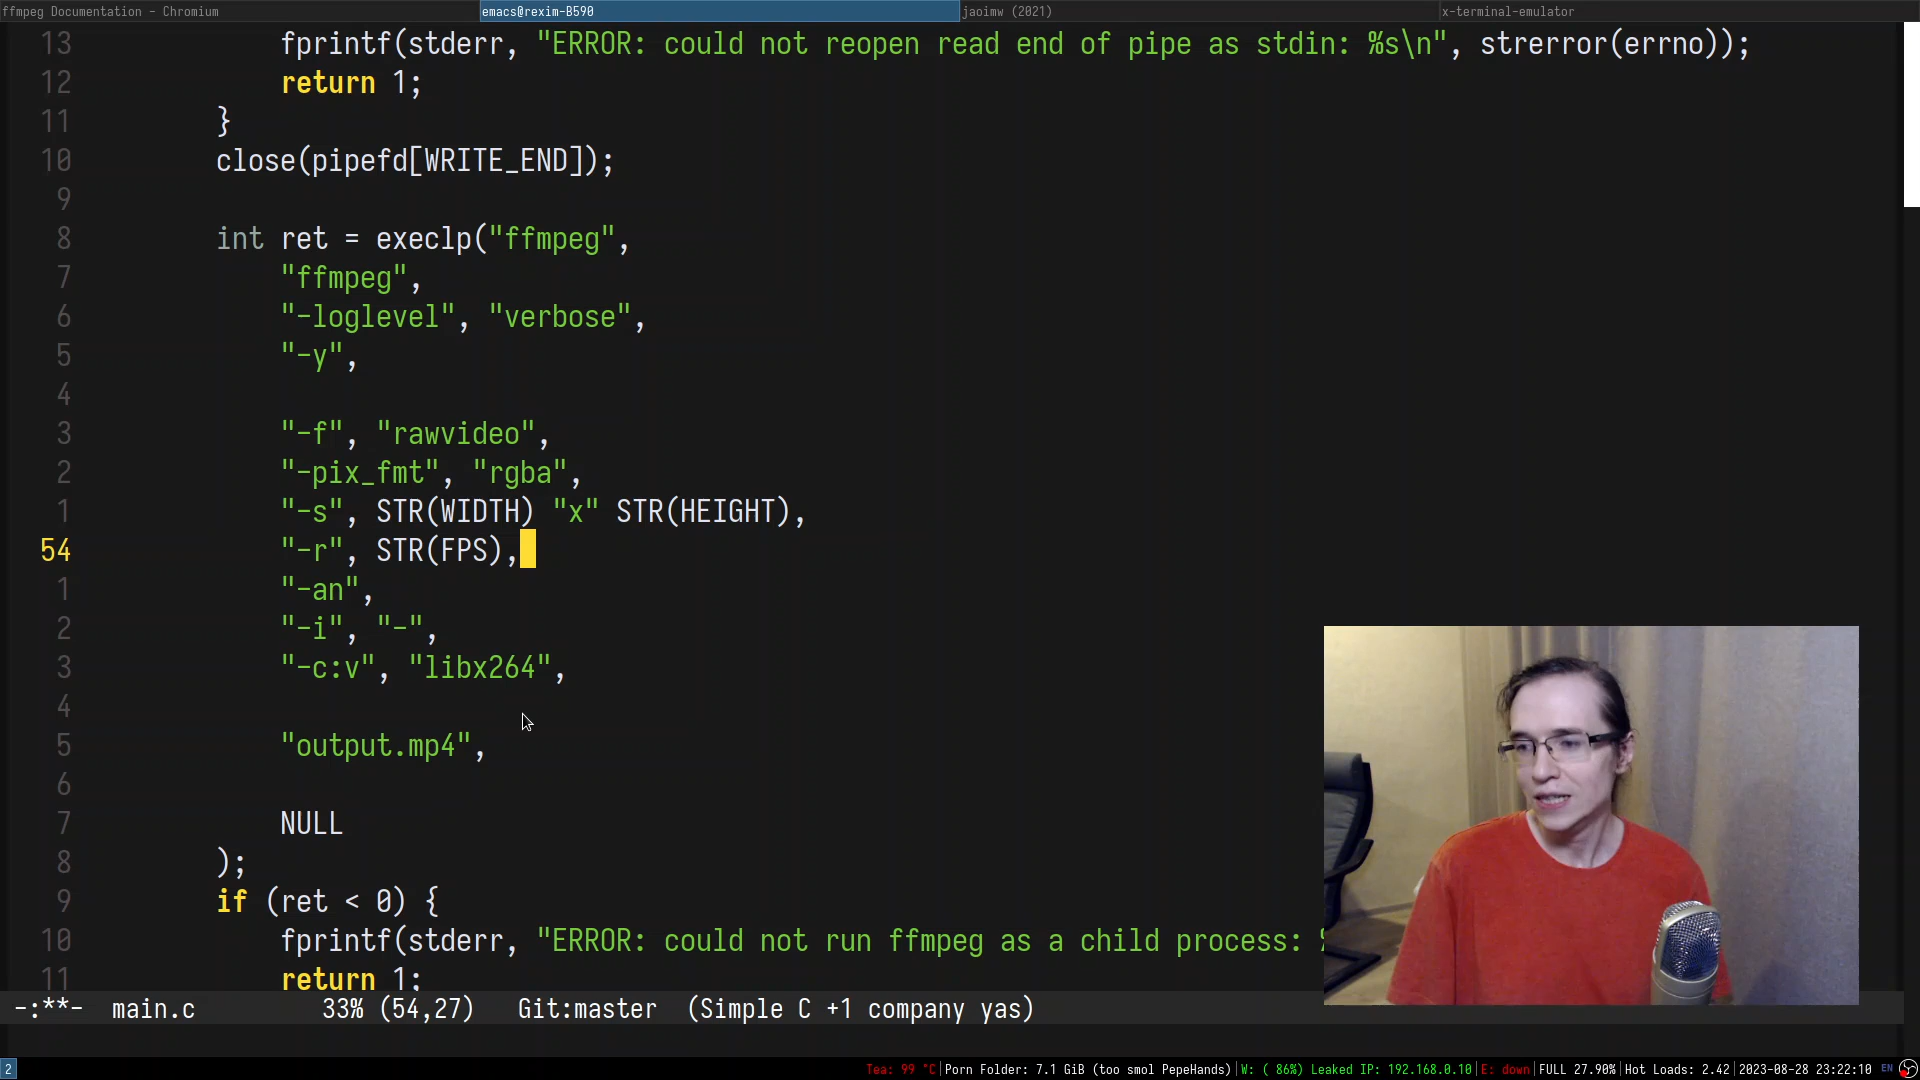 ffmpeg Documentation - Chromium
emacs@rexim-B590
jaoimw (2021)
x-terminal-emulator
13 fprintf(stderr, "ERROR: could not reopen read end of pipe as stdin: %s\n", strerror(errno));
12 return 1;
11 }
10 close(pipefd[WRITE_END]);
9
8 int ret = execlp("ffmpeg",
7 "ffmpeg",
6 "-loglevel", "verbose",
5 "-y",
4
3 "-f", "rawvideo",
2 "-pix_fmt", "rgba",
1 "-s", STR(WIDTH) "x" STR(HEIGHT),
54 "-r", STR(FPS),
1 "-an",
2 "-i", "-",
3 "-c:v", "libx264",
4
5 "output.mp4",
6
7 NULL
8 );
9 if (ret < 0) {
10 fprintf(stderr, "ERROR: could not run ffmpeg as a child process:
11 return 1;
-:**- main.c 33% (54,27) Git:master (Simple C +1 company yas)
2 Tea: 99 °C|Porn Folder: 7.1 GiB (too smol PepeHands)|W: ( 86%) Leaked IP: 192.168.0.10|E: down|FULL 27.90%|Hot Loads: 2.42|2023-08-28 23:22:10 EN